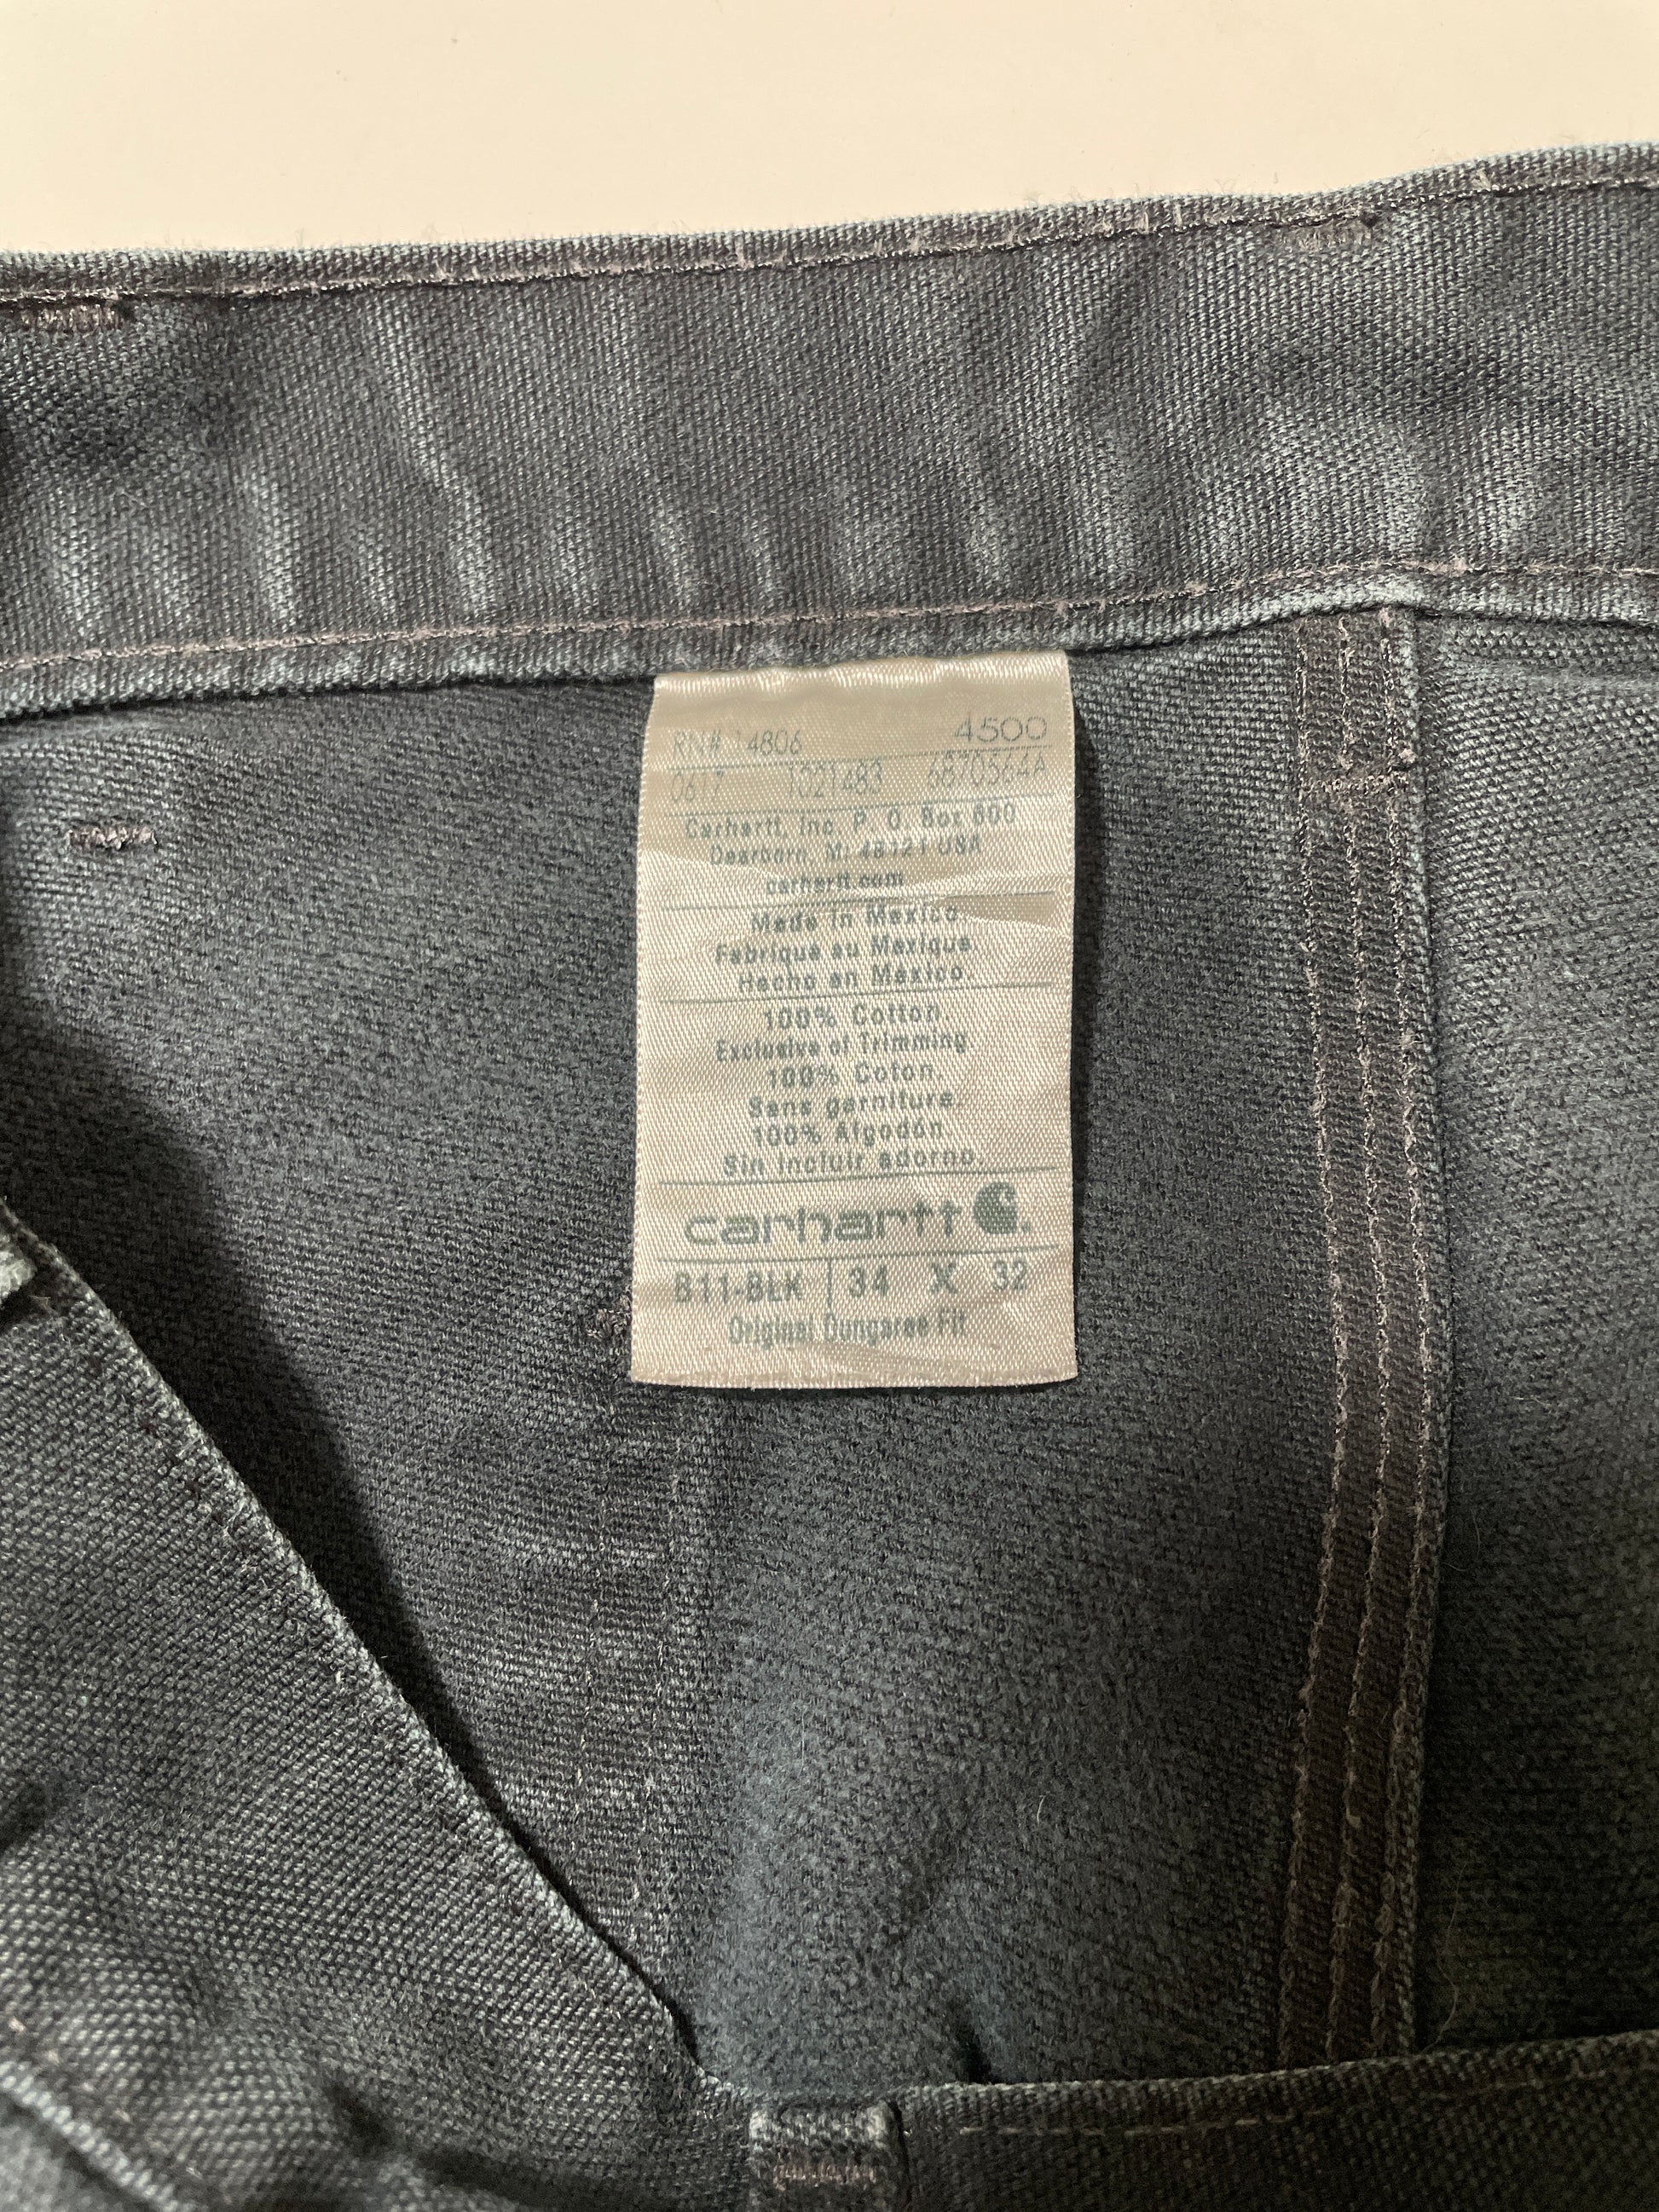 RN# 14806 4500
0617 1021483 6870564A
Carhartt, Inc. P. O. Box 600
Dearborn, MI 48121 USA
carhartt.com
Made in Mexico.
Fabriqué au Mexique.
Hecho en Mexico.
100% Cotton.
Exclusive of Trimming
100% Coton.
Sans garniture.
100% Algodón
Sin incluir adorno.
carhartt
B11-BLK 34 X 32
Original Dungaree Fit